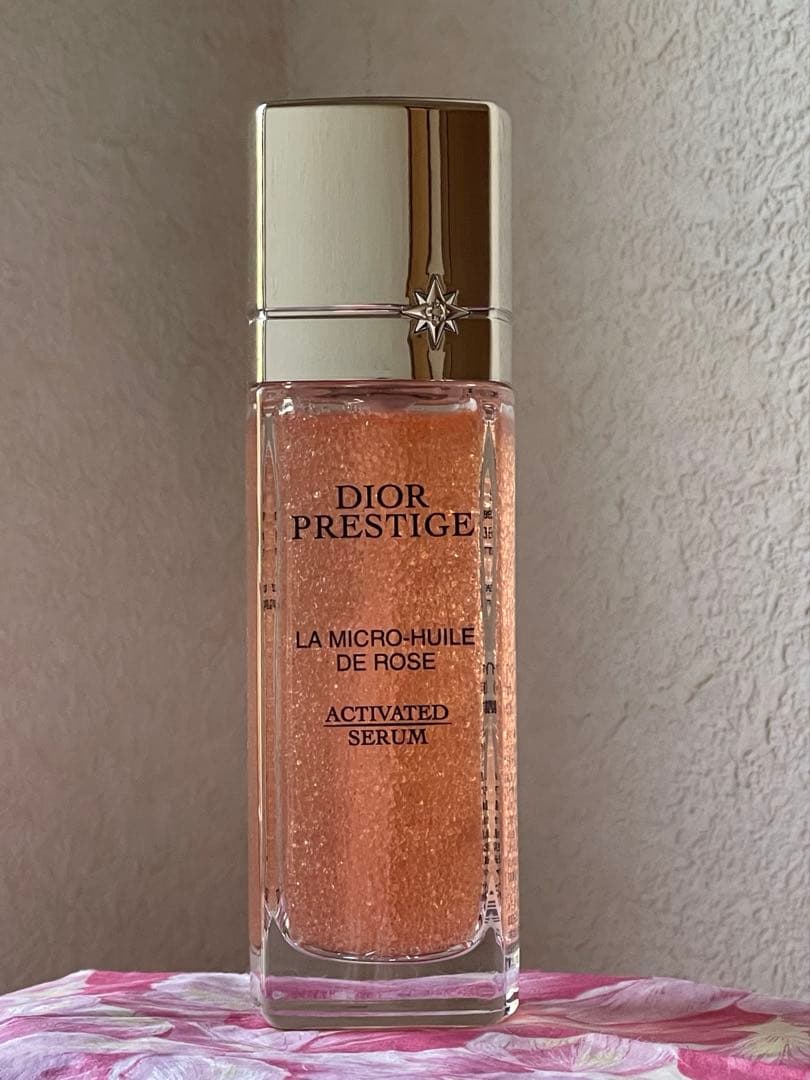 DIOR
PRESTIGE
LA MICRO-HUILE
DE ROSE
ACTIVATED
SERUM